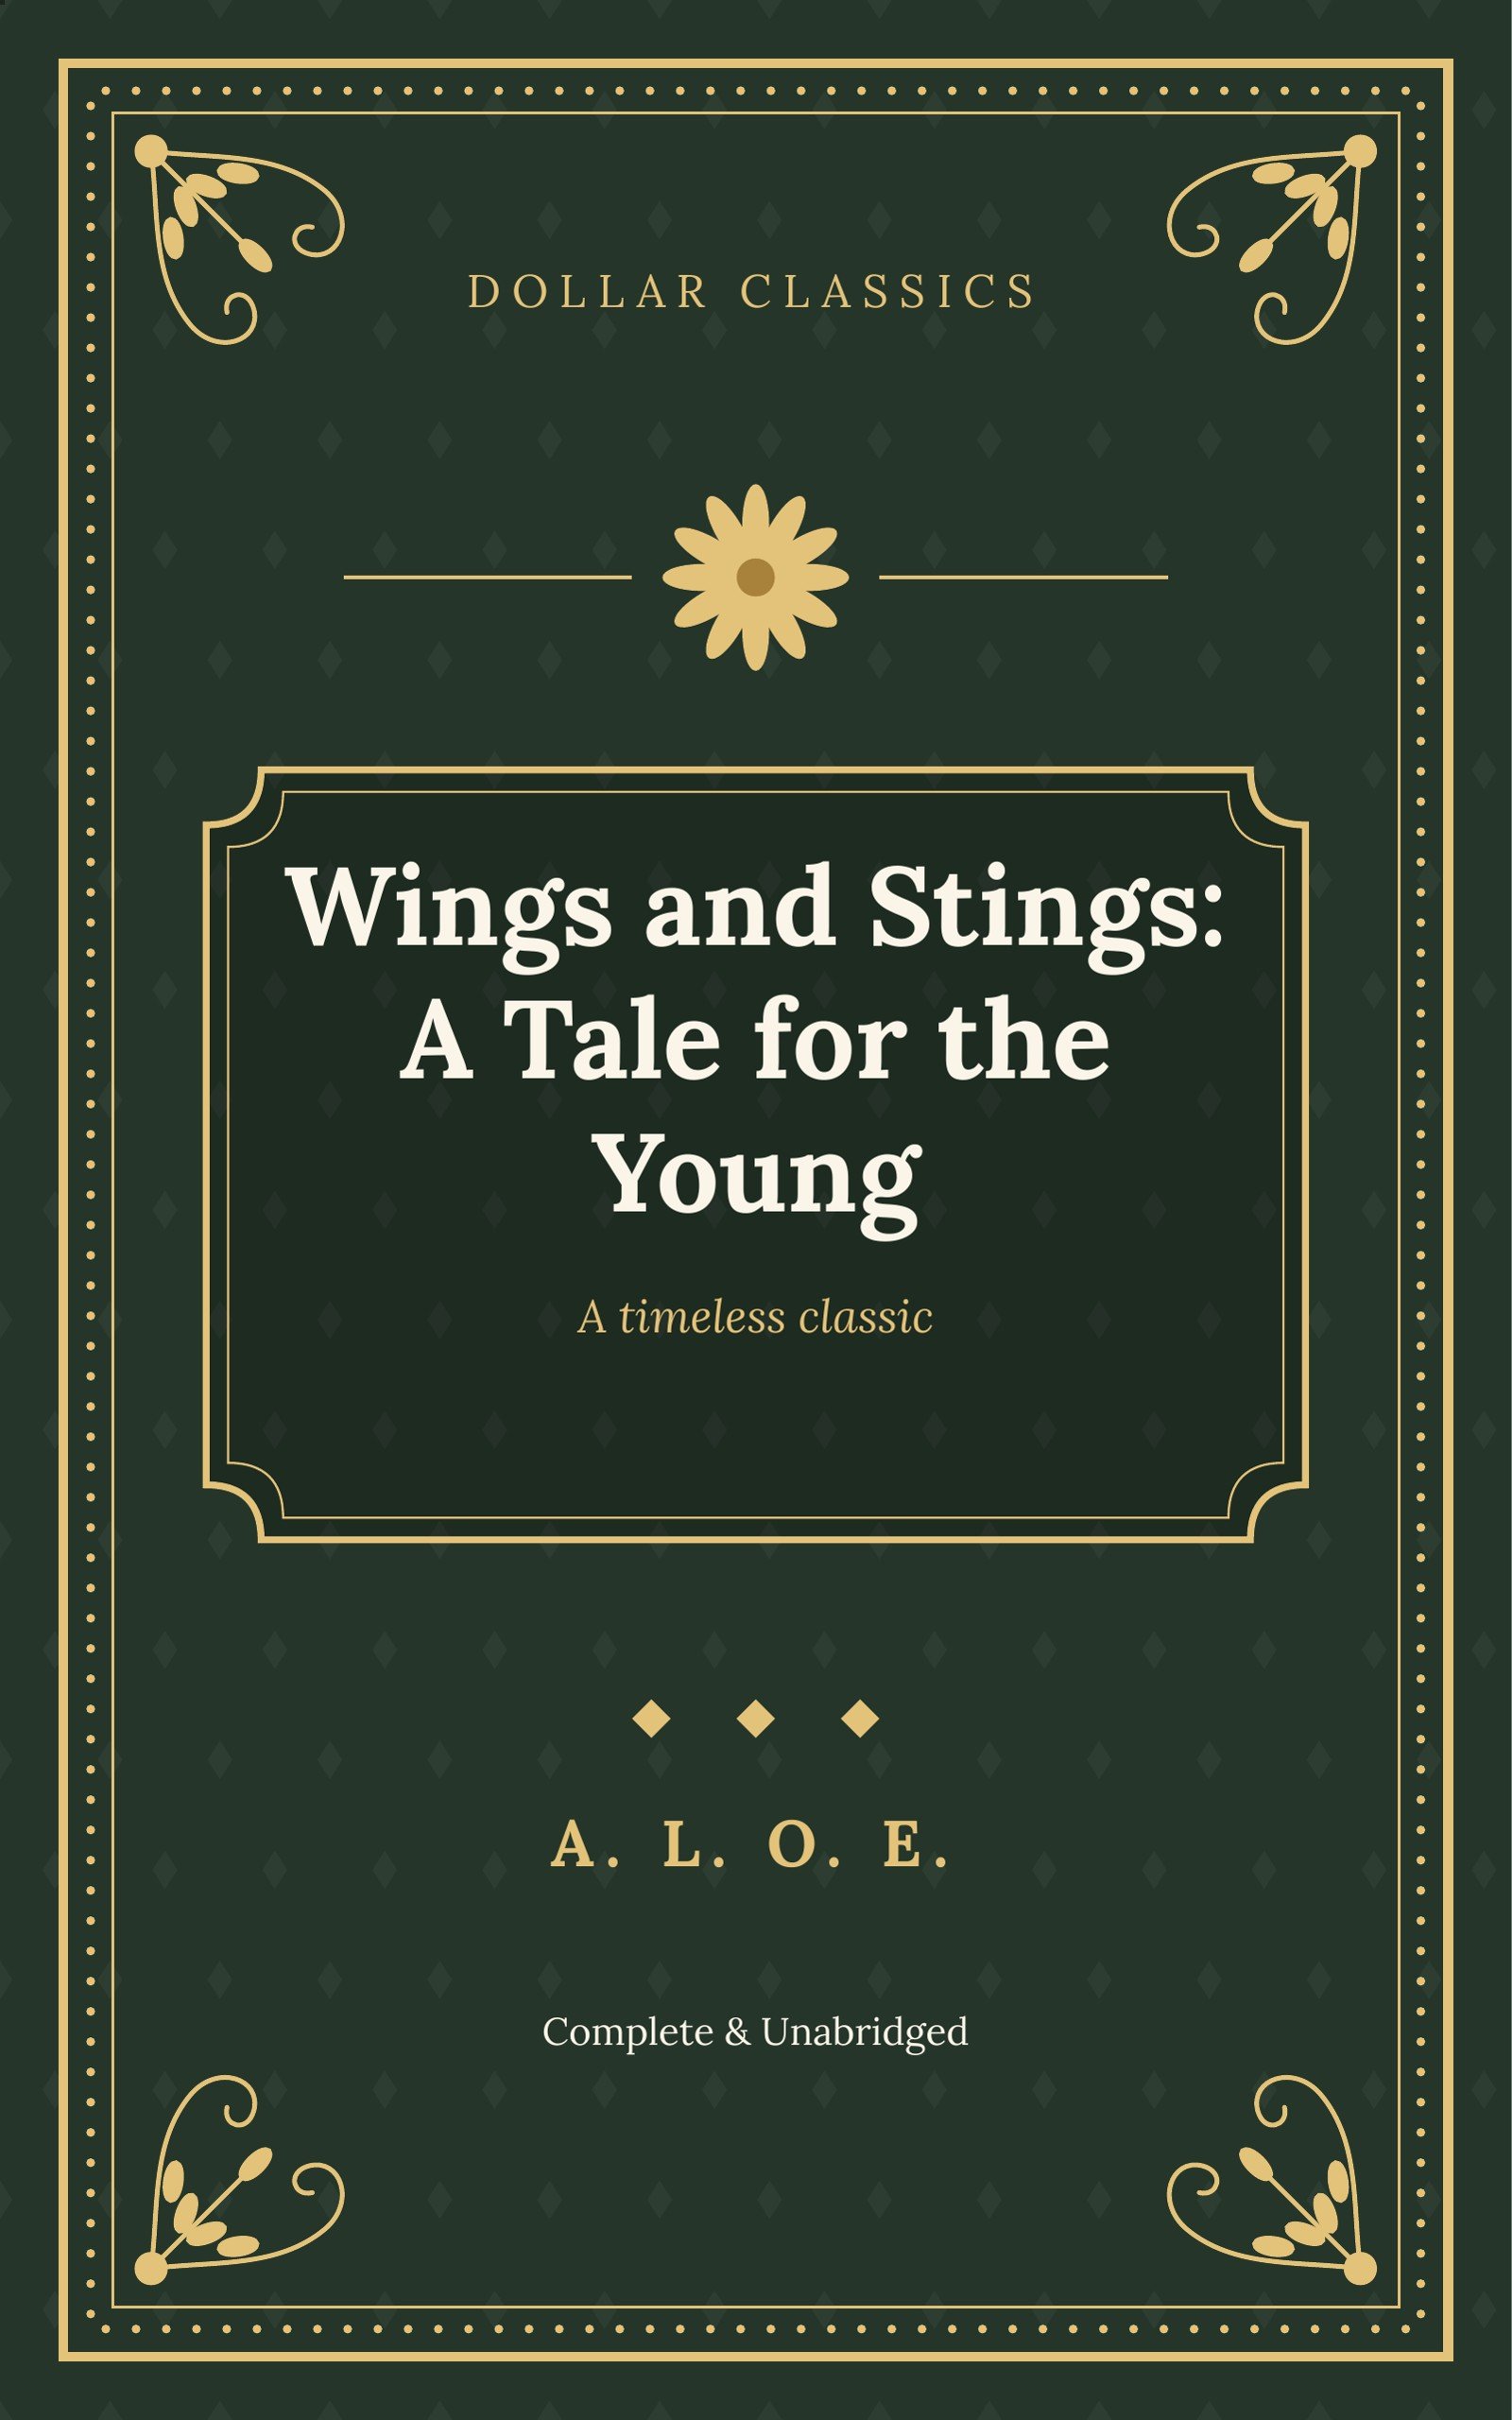 DOLLAR CLASSICS
Wings and Stings:
A Tale for the
Young
A timeless classic
A. L. O. E.
Complete & Unabridged